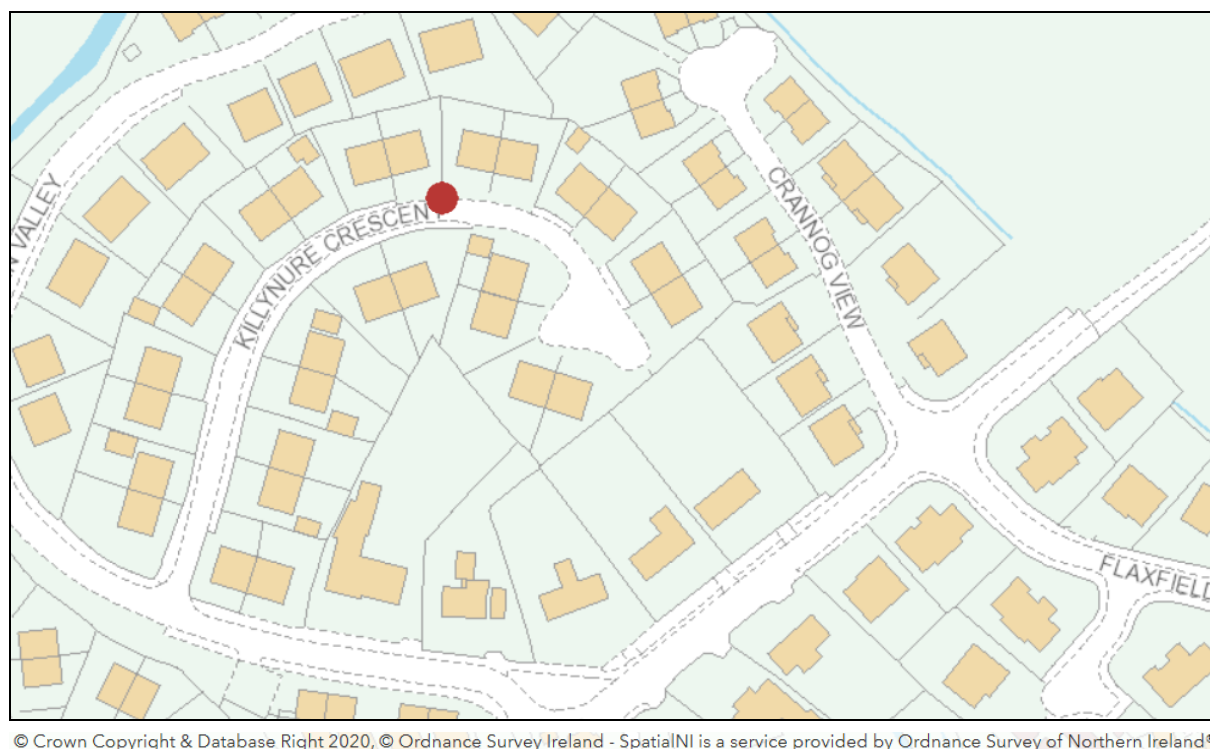 N VALLEY
KILLYNURE CRESCEN
CRANNOG VIEW
FLAXFIELD
© Crown Copyright & Database Right 2020, © Ordnance Survey Ireland - SpatialNI is a service provided by Ordnance Survey of Northern Ireland®